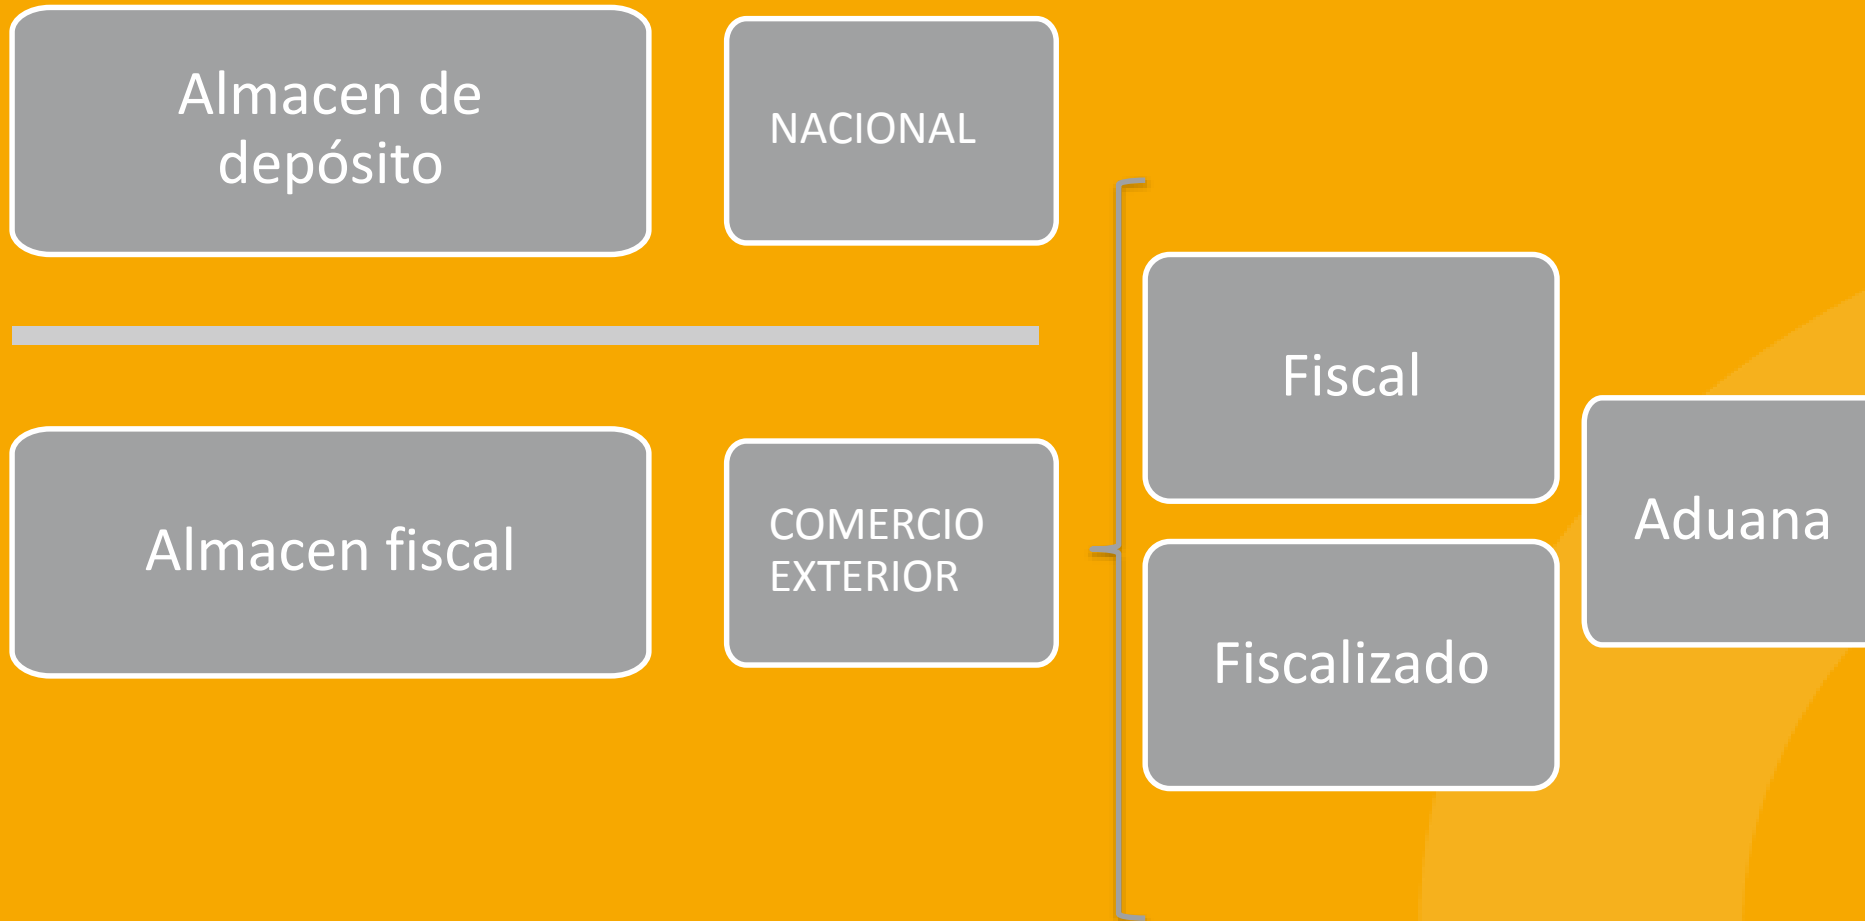 Almacen de
depósito
NACIONAL
Almacen fiscal
COMERCIO
EXTERIOR
Fiscal
Fiscalizado
Aduana